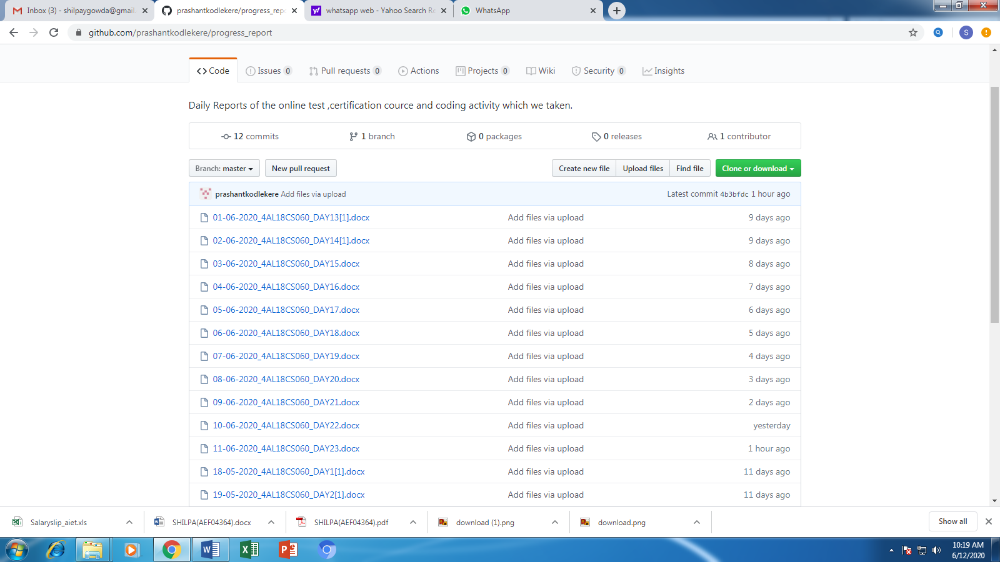 Inbox (3) - shilpaygowda@gmail.
prashantkodlekere/progress_repo
whatsapp web - Yahoo Search Re
WhatsApp
github.com/prashantkodlekere/progress_report
S
Code
Issues 0
Pull requests 0
Actions
Projects 0
Wiki
Security 0
Insights
Daily Reports of the online test ,certification cource and coding activity which we taken.
12 commits
1 branch
0 packages
0 releases
1 contributor
Branch: master
New pull request
Create new file
Upload files
Find file
Clone or download
prashantkodlekere Add files via upload
Latest commit 4b3bfdc 1 hour ago
01-06-2020_4AL18CS060_DAY13[1].docx Add files via upload 9 days ago
02-06-2020_4AL18CS060_DAY14[1].docx Add files via upload 9 days ago
03-06-2020_4AL18CS060_DAY15.docx Add files via upload 8 days ago
04-06-2020_4AL18CS060_DAY16.docx Add files via upload 7 days ago
05-06-2020_4AL18CS060_DAY17.docx Add files via upload 6 days ago
06-06-2020_4AL18CS060_DAY18.docx Add files via upload 5 days ago
07-06-2020_4AL18CS060_DAY19.docx Add files via upload 4 days ago
08-06-2020_4AL18CS060_DAY20.docx Add files via upload 3 days ago
09-06-2020_4AL18CS060_DAY21.docx Add files via upload 2 days ago
10-06-2020_4AL18CS060_DAY22.docx Add files via upload yesterday
11-06-2020_4AL18CS060_DAY23.docx Add files via upload 1 hour ago
18-05-2020_4AL18CS060_DAY1[1].docx Add files via upload 11 days ago
19-05-2020_4AL18CS060_DAY2[1].docx Add files via upload 11 days ago
Salaryslip_aiet.xls
SHILPA(AEF04364).docx
SHILPA(AEF04364).pdf
download (1).png
download.png
Show all
10:19 AM
6/12/2020